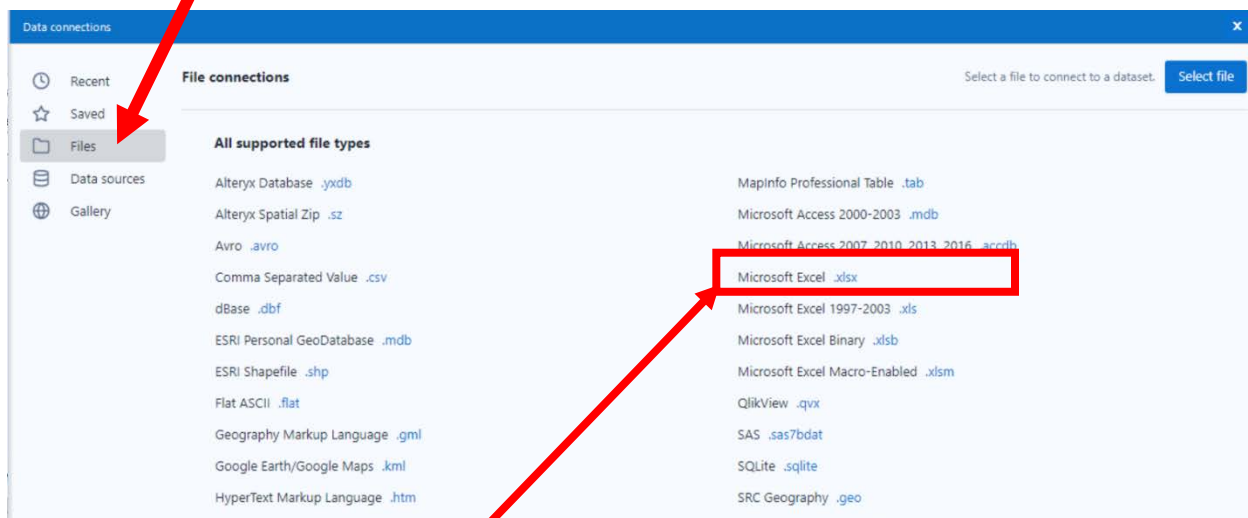 Data connections
x
Recent
Saved
Files
Data sources
Gallery
File connections
Select a file to connect to a dataset.
Select file
All supported file types
Alteryx Database .yxdb
Alteryx Spatial Zip .sz
Avro .avro
Comma Separated Value .csv
dBase .dbf
ESRI Personal GeoDatabase .mdb
ESRI Shapefile .shp
Flat ASCII .flat
Geography Markup Language .gml
Google Earth/Google Maps .kml
HyperText Markup Language .htm
MapInfo Professional Table .tab
Microsoft Access 2000-2003 .mdb
Microsoft Access 2007, 2010, 2013, 2016 .accdb
Microsoft Excel .xlsx
Microsoft Excel 1997-2003 .xls
Microsoft Excel Binary .xlsb
Microsoft Excel Macro-Enabled .xlsm
QlikView .qvx
SAS .sas7bdat
SQLite .sqlite
SRC Geography .geo